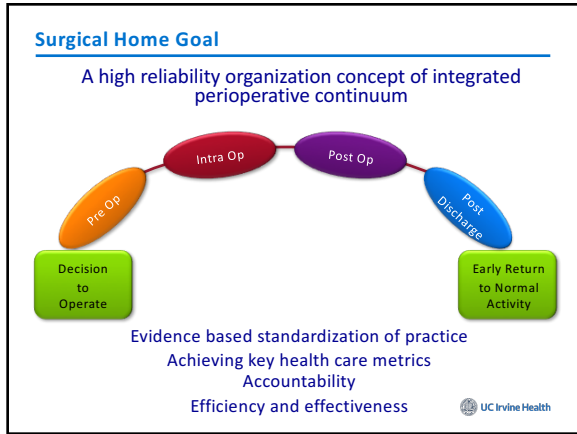 Surgical Home Goal
A high reliability organization concept of integrated
perioperative continuum
Pre Op
Intra Op
Post Op
Post
Discharge
Decision
to
Operate
Early Return
to Normal
Activity
Evidence based standardization of practice
Achieving key health care metrics
Accountability
Efficiency and effectiveness
UC Irvine Health